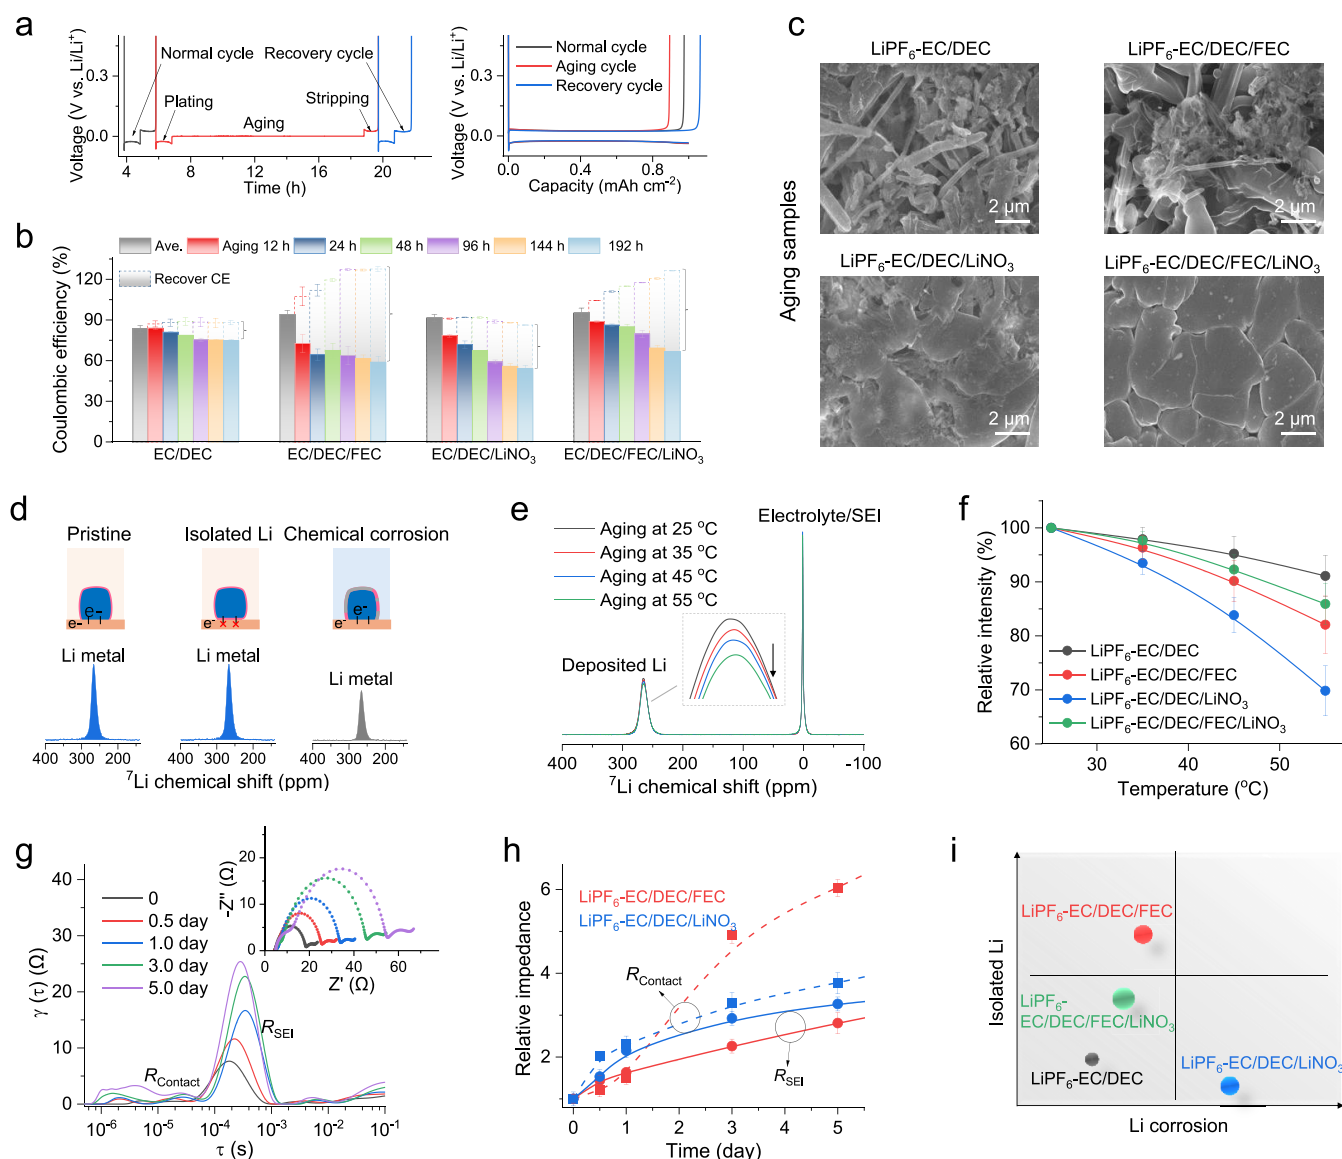 a
Voltage (V vs. Li/Li⁺)
0.3
0.0
Normal cycle
Recovery cycle
Plating
Aging
Stripping
4 8 12 16 20
Time (h)
Voltage (V vs. Li/Li⁺)
0.3
0.0
Normal cycle
Aging cycle
Recovery cycle
0.0 0.4 0.8
Capacity (mAh cm⁻²)
b
Coulombic efficiency (%)
120
90
60
30
0
Ave. Aging 12 h 24 h 48 h 96 h 144 h 192 h
Recover CE
EC/DEC EC/DEC/FEC EC/DEC/LiNO₃ EC/DEC/FEC/LiNO₃
c
Aging samples
LiPF₆-EC/DEC
2 µm
LiPF₆-EC/DEC/FEC
2 µm
LiPF₆-EC/DEC/LiNO₃
2 µm
LiPF₆-EC/DEC/FEC/LiNO₃
2 µm
d
Pristine Isolated Li Chemical corrosion
e- e-
e-
e- e-
Li metal Li metal Li metal
400 300 200 400 300 200 400 300 200
⁷Li chemical shift (ppm)
e
Aging at 25 °C
Aging at 35 °C
Aging at 45 °C
Aging at 55 °C
Electrolyte/SEI
Deposited Li
400 300 200 100 0 -100
⁷Li chemical shift (ppm)
f
Relative intensity (%)
100
90
80
70
60
LiPF₆-EC/DEC
LiPF₆-EC/DEC/FEC
LiPF₆-EC/DEC/LiNO₃
LiPF₆-EC/DEC/FEC/LiNO₃
30 40 50
Temperature (°C)
g
γ (τ) (Ω)
40
30
20
10
0
0
0.5 day
1.0 day
3.0 day
5.0 day
R Contact
R SEI
10⁻⁶ 10⁻⁵ 10⁻⁴ 10⁻³ 10⁻² 10⁻¹
τ (s)
-Z'' (Ω)
20
10
0
0 20 40 60
Z' (Ω)
h
Relative impedance
6
4
2
LiPF₆-EC/DEC/FEC
LiPF₆-EC/DEC/LiNO₃
R Contact
R SEI
0 1 2 3 4 5
Time (day)
i
Isolated Li
LiPF₆-EC/DEC/FEC
LiPF₆-
EC/DEC/FEC/LiNO₃
LiPF₆-EC/DEC
LiPF₆-EC/DEC/LiNO₃
Li corrosion